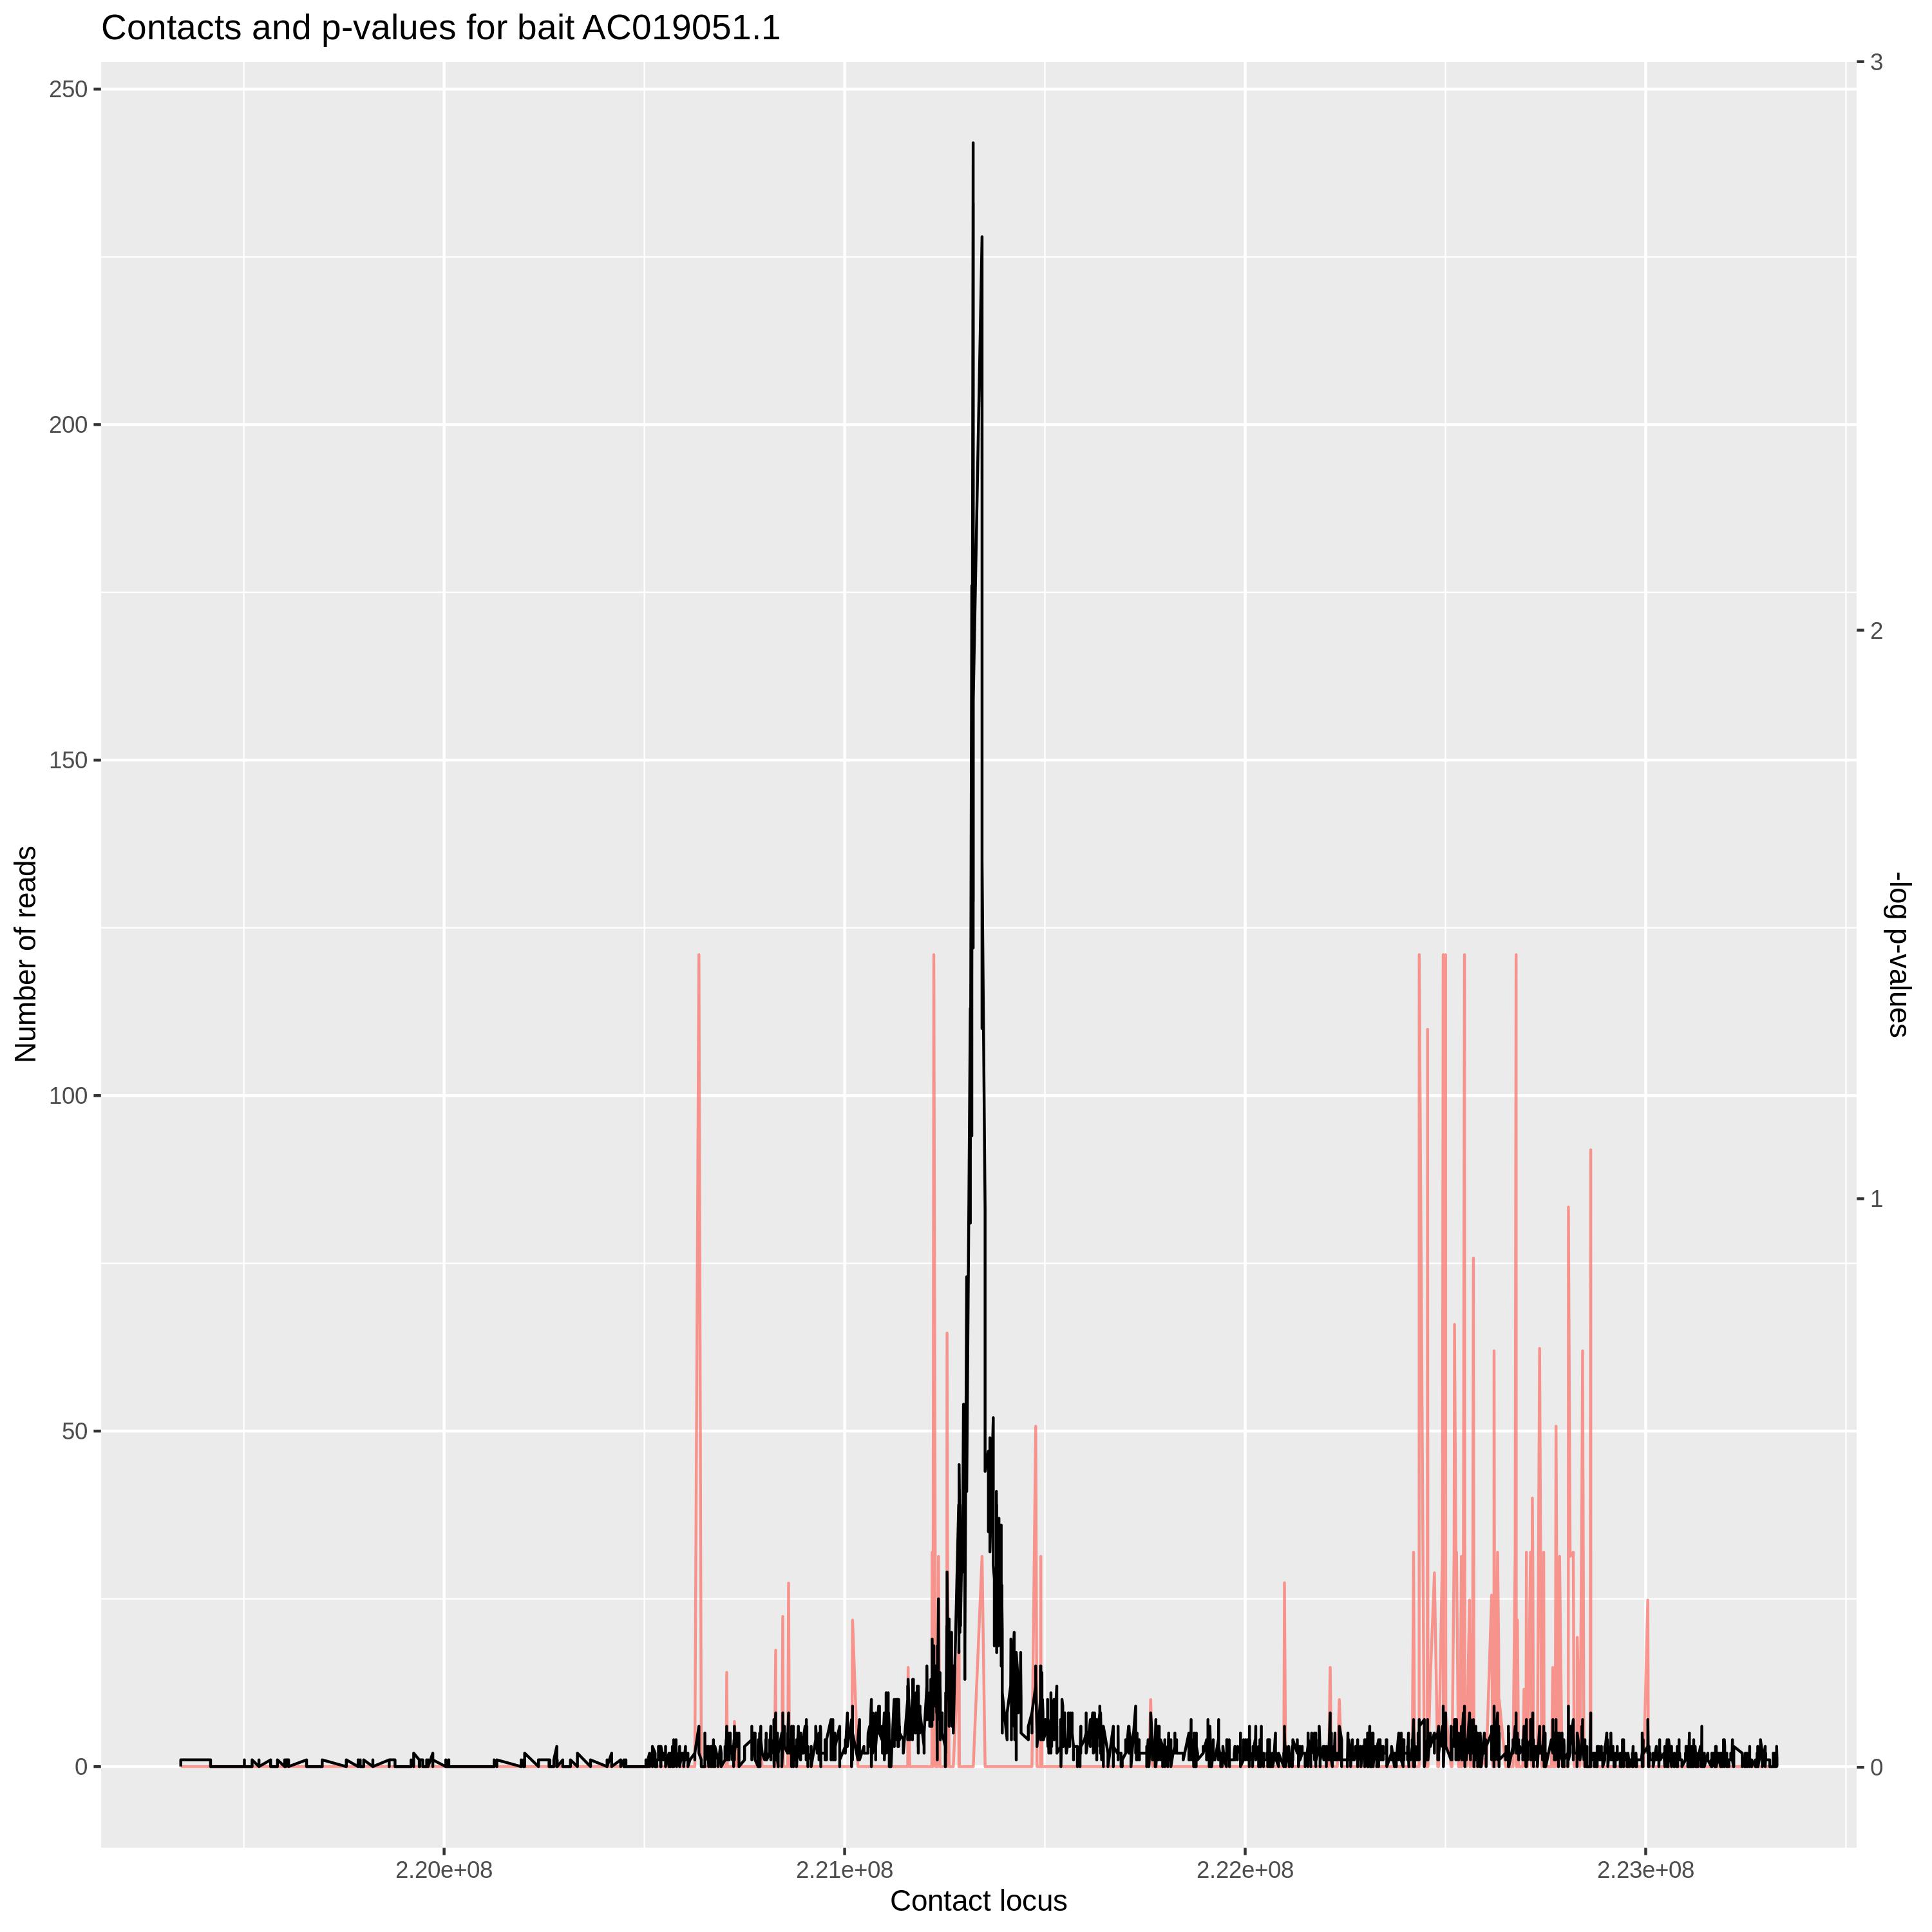 Contacts and p-values for bait AC019051.1
250
200
150
100
50
0
Number of reads
3
2
1
0
-log p-values
2.20e+08
2.21e+08
2.22e+08
2.23e+08
Contact locus